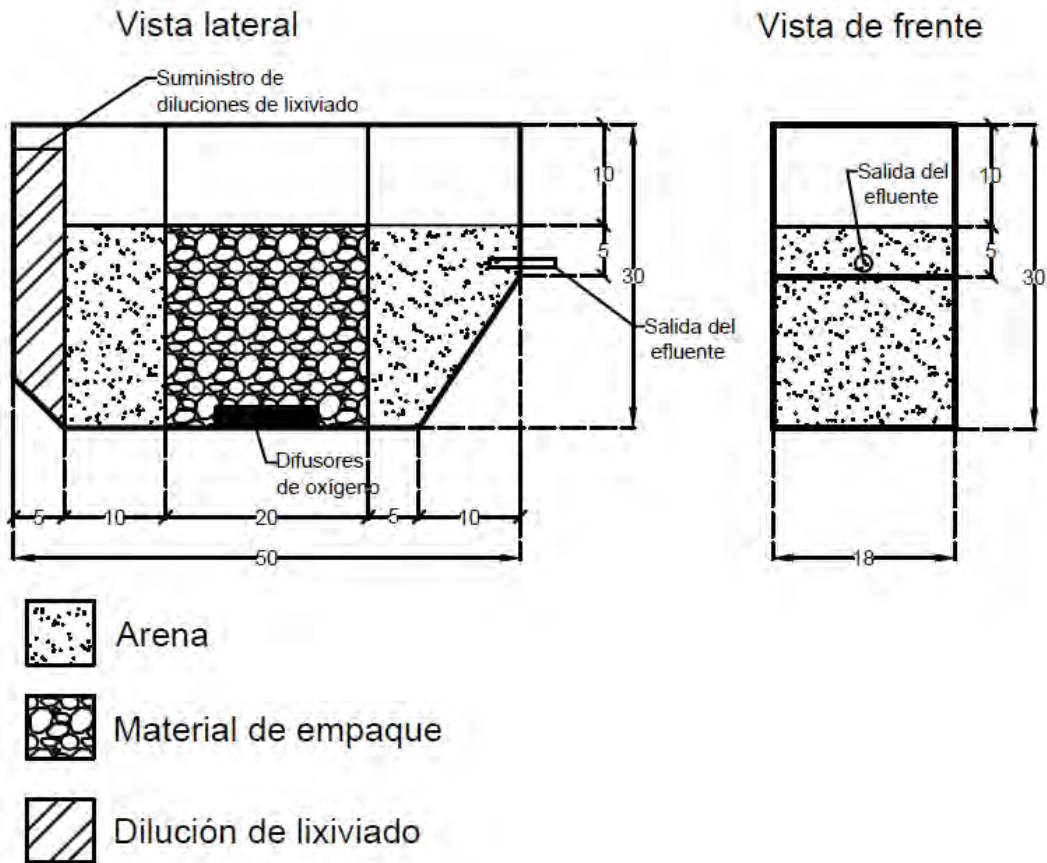 Vista lateral
Vista de frente
Suministro de
diluciones de lixiviado
10
5
30
Salida del
efluente
Difusores
de oxígeno
5
10
20
5
10
50
Salida del
efluente
10
5
30
18
Arena
Material de empaque
Dilución de lixiviado